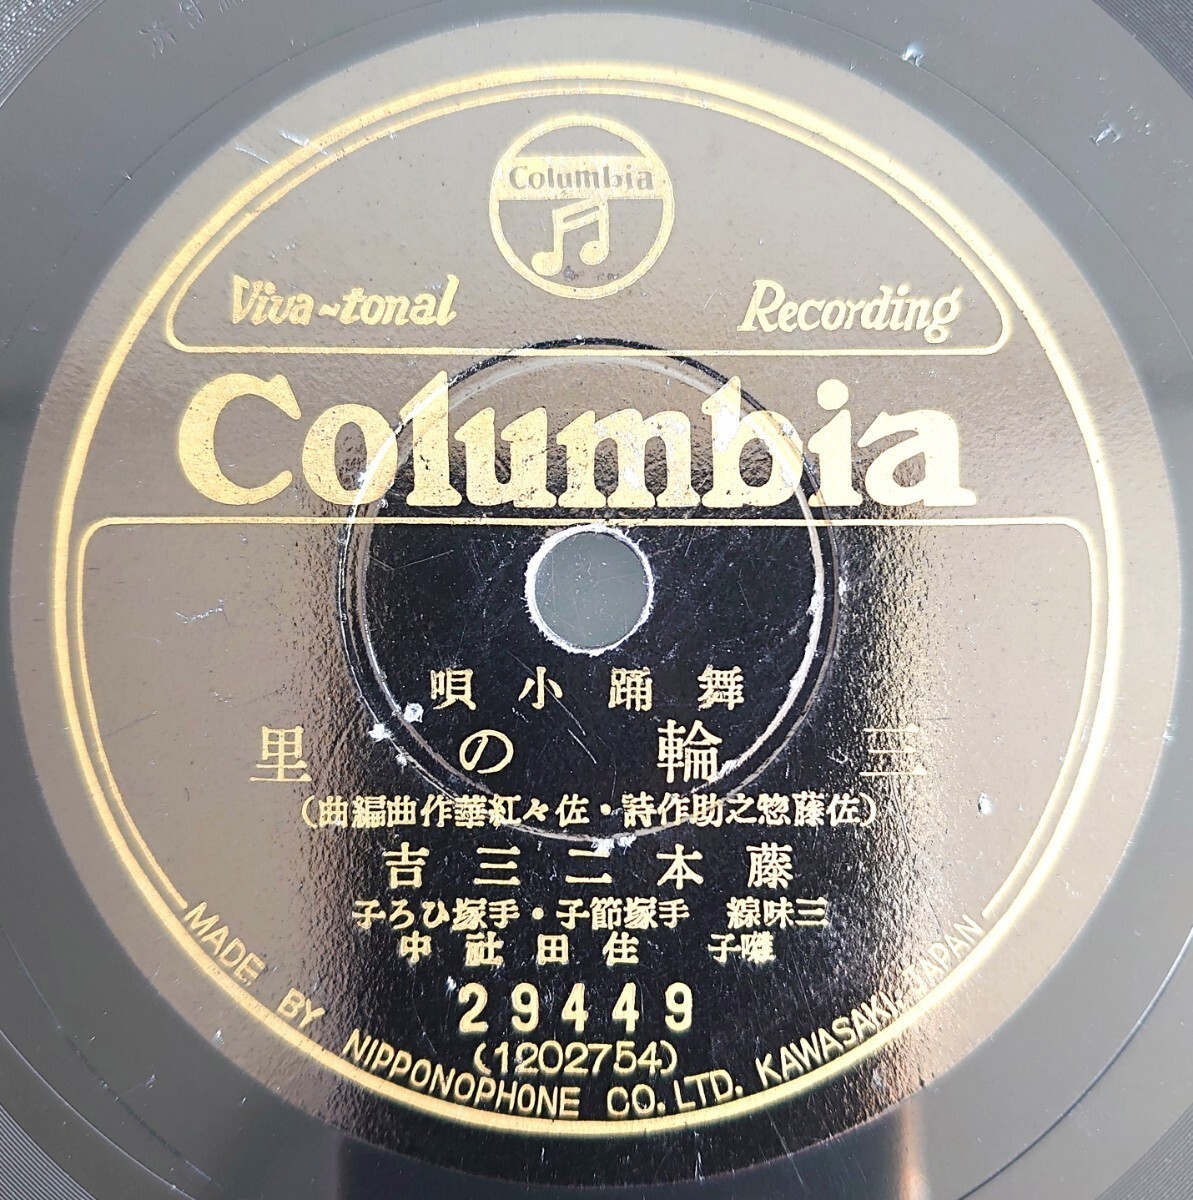 Columbia
Viva-tonal Recording
Columbia
舞踊小唄
三輪の里
(佐藤惣之助作詩・佐々紅華作曲編曲)
藤本二三吉
三味線 手塚節子・手塚ひろ子
囃子 住田社中
29449
(1202754)
MADE BY NIPPONOPHONE CO. LTD. KAWASAKI, JAPAN